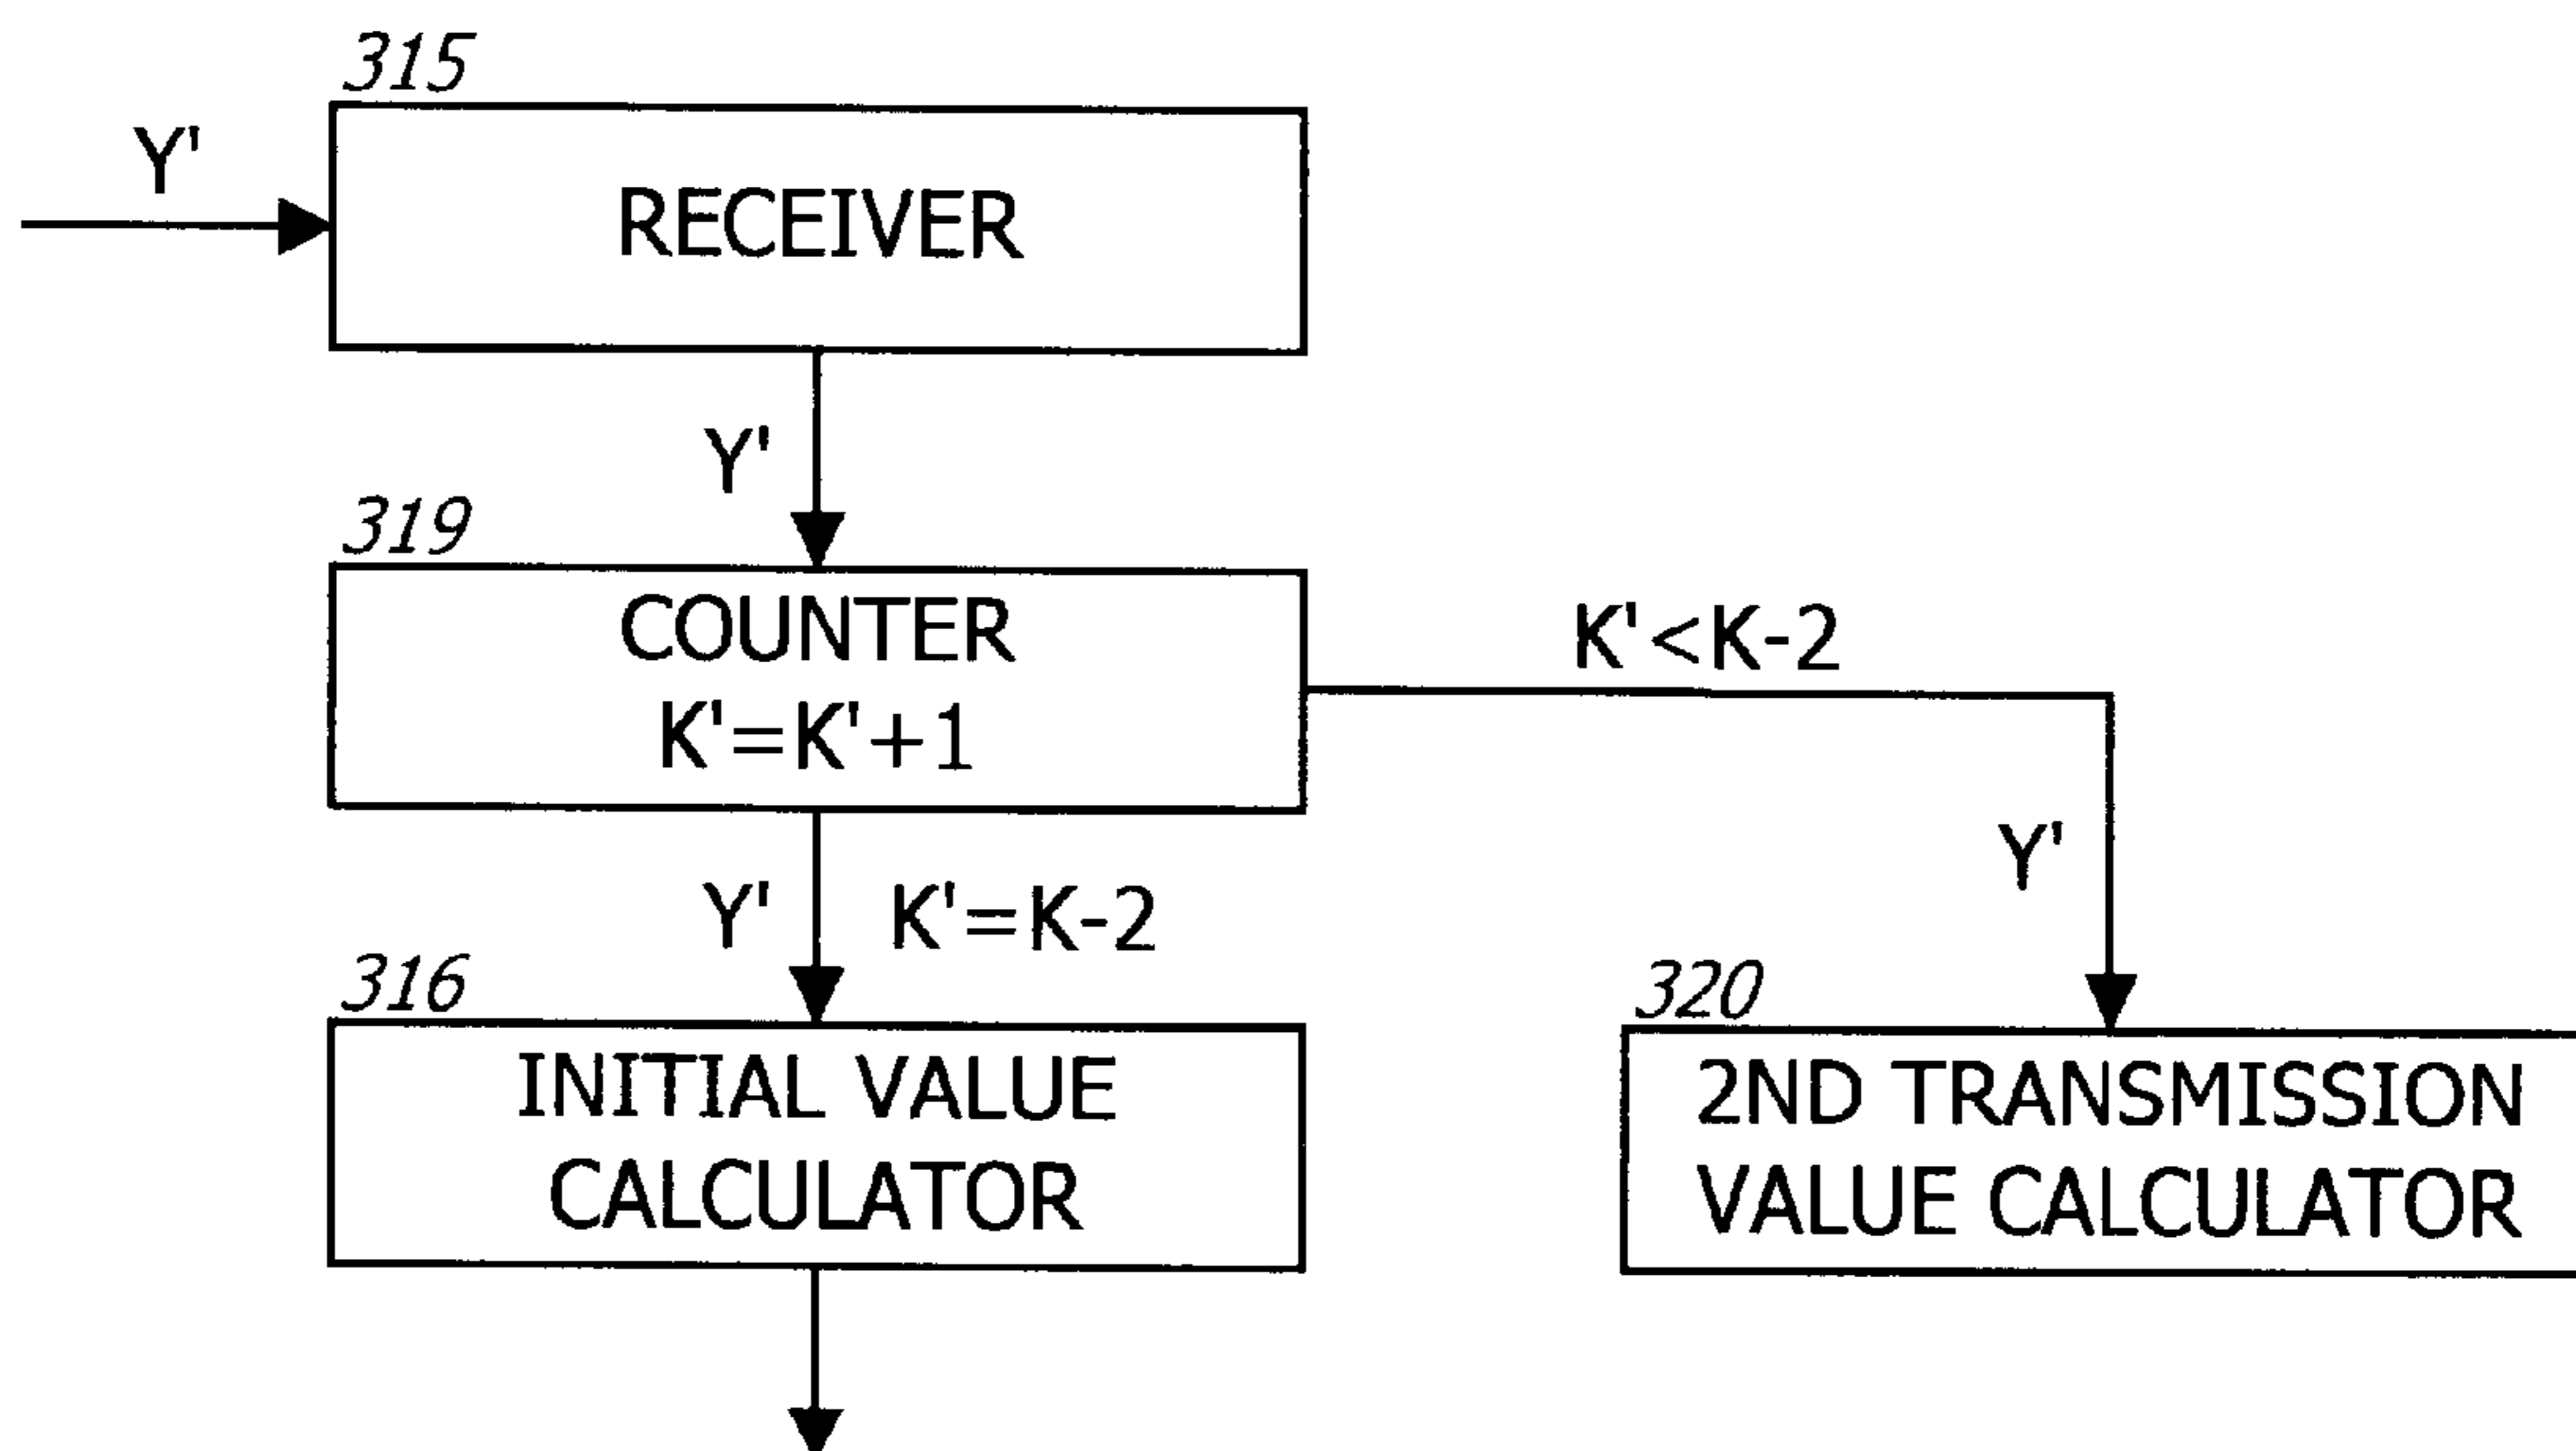 315
Y'
RECEIVER
Y'
319
COUNTER
K'=K'+1
K'<K-2
Y'
K'=K-2
Y'
316
INITIAL VALUE
CALCULATOR
320
2ND TRANSMISSION
VALUE CALCULATOR